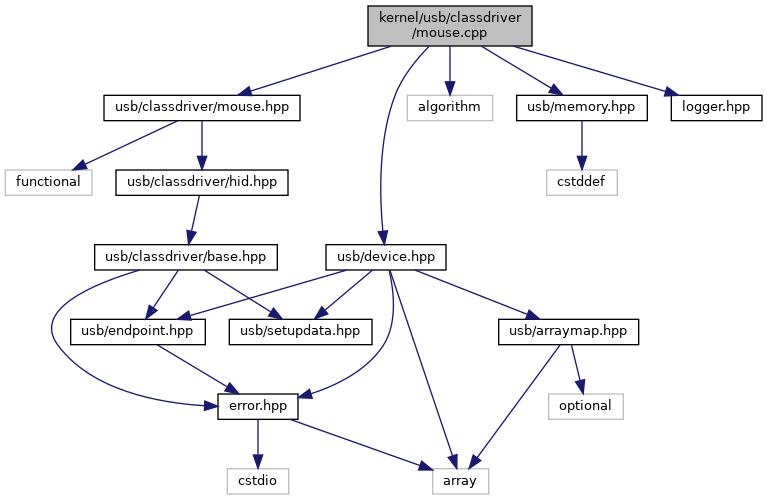 kernel/usb/classdriver
/mouse.cpp
usb/classdriver/mouse.hpp
algorithm
usb/memory.hpp
logger.hpp
functional
usb/classdriver/hid.hpp
cstddef
usb/classdriver/base.hpp
usb/device.hpp
usb/endpoint.hpp
usb/setupdata.hpp
usb/arraymap.hpp
error.hpp
optional
cstdio
array